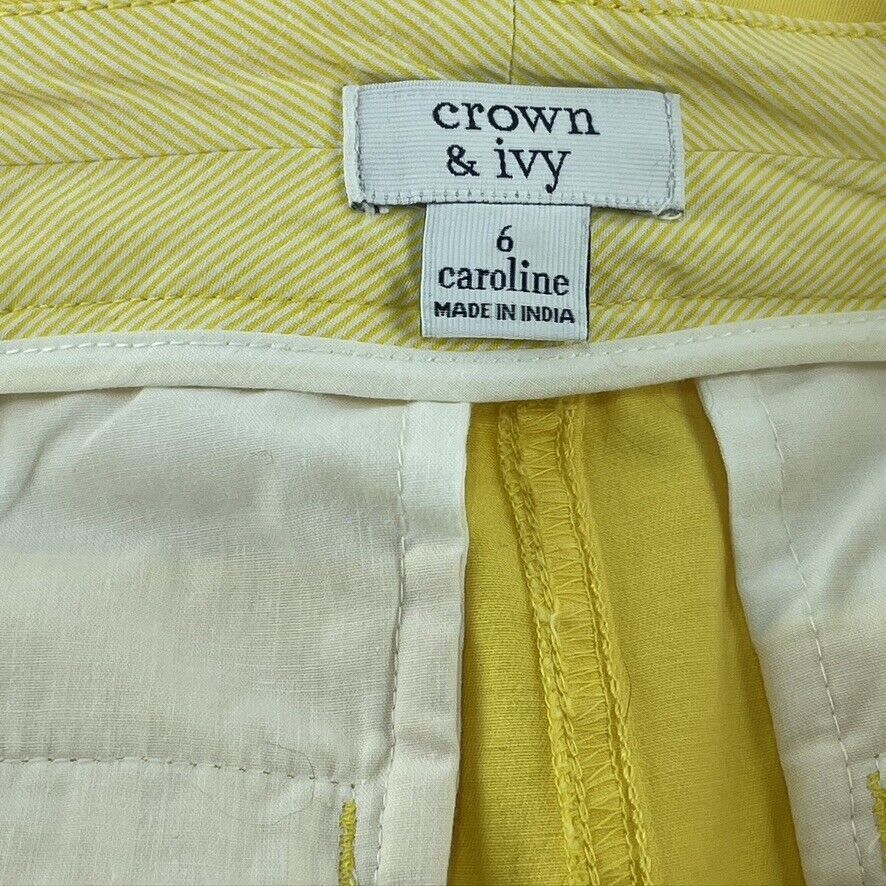 crown
& ivy
6
caroline
MADE IN INDIA